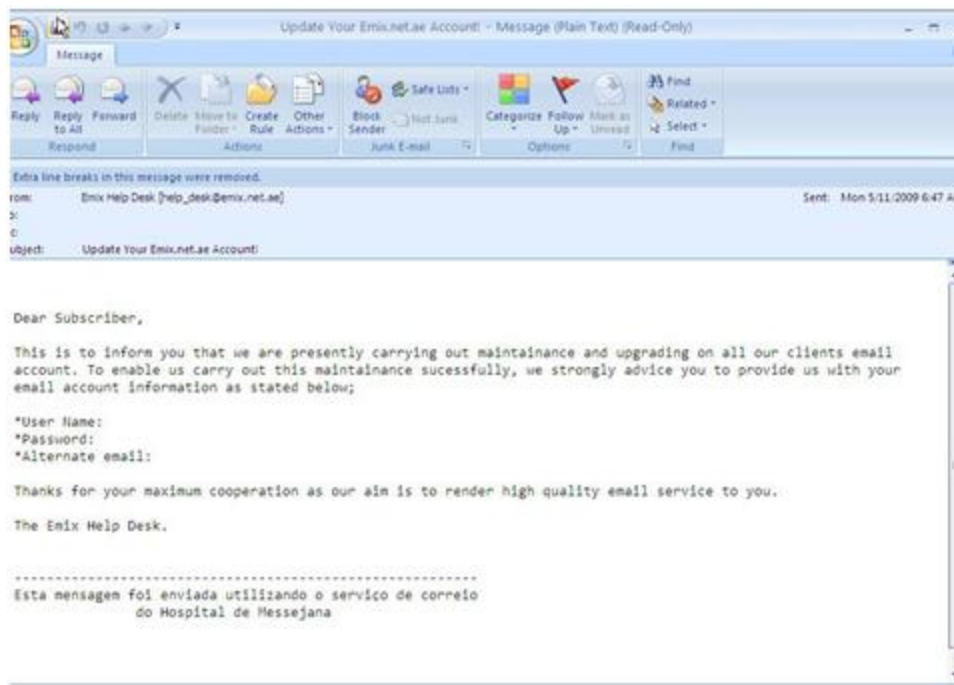 Update Your Emix.net.ae Account! - Message (Plain Text) (Read-Only)
Message
Reply Reply to All Forward Delete Move to Folder Create Rule Other Actions Block Sender Safe Lists Not Junk Categorize Follow Up Mark as Unread Find Related Select
Respond Actions Junk E-mail Options Find
Extra line breaks in this message were removed.
rom: Emix Help Desk [help_desk@emix.net.ae] Sent: Mon 5/11/2009 6:47 A
o:
c:
ubject: Update Your Emix.net.ae Account!
Dear Subscriber,
This is to inform you that we are presently carrying out maintainance and upgrading on all our clients email
account. To enable us carry out this maintainance sucessfully, we strongly advice you to provide us with your
email account information as stated below;
*User Name:
*Password:
*Alternate email:
Thanks for your maximum cooperation as our aim is to render high quality email service to you.
The Emix Help Desk.
Esta mensagem foi enviada utilizando o servico de correio
do Hospital de Messejana